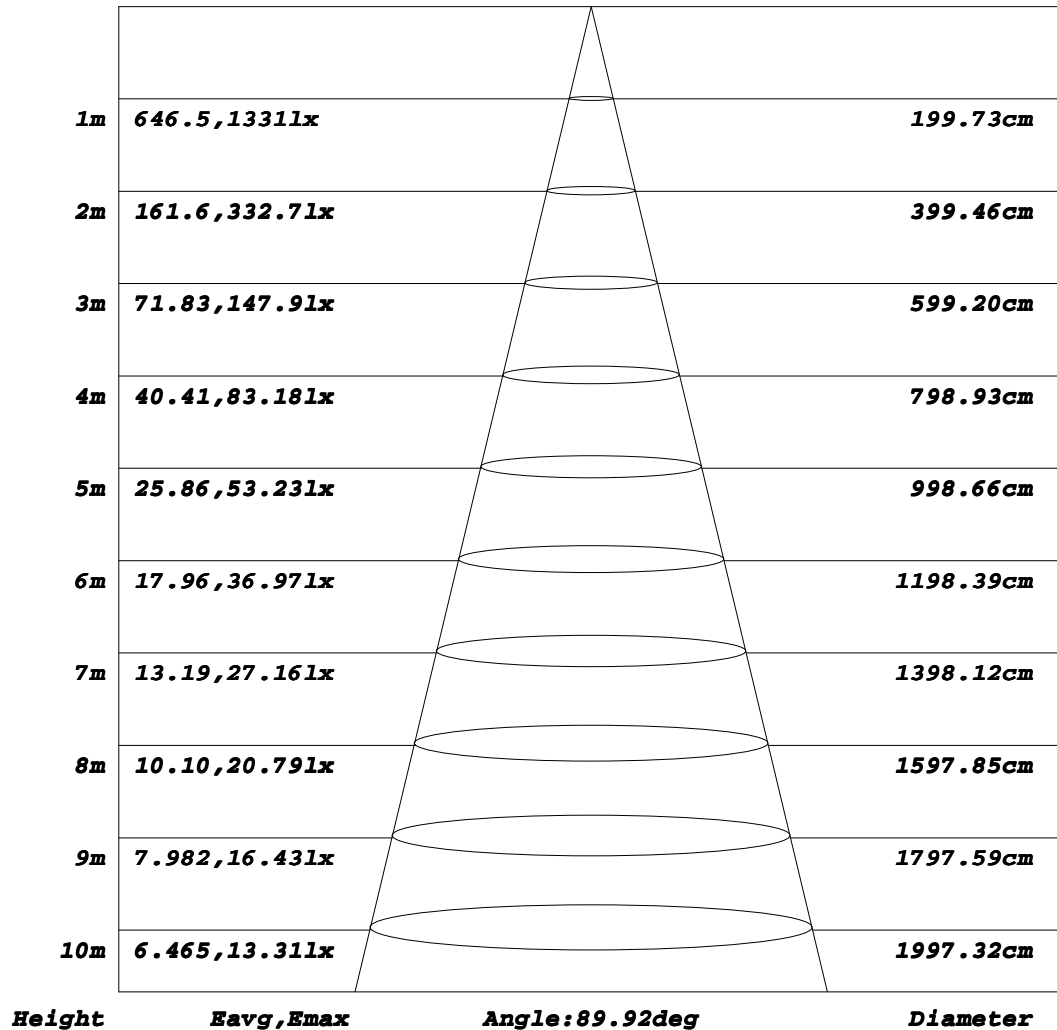 1m 646.5,1331lx 199.73cm
2m 161.6,332.7lx 399.46cm
3m 71.83,147.9lx 599.20cm
4m 40.41,83.18lx 798.93cm
5m 25.86,53.23lx 998.66cm
6m 17.96,36.97lx 1198.39cm
7m 13.19,27.16lx 1398.12cm
8m 10.10,20.79lx 1597.85cm
9m 7.982,16.43lx 1797.59cm
10m 6.465,13.31lx 1997.32cm
Height Eavg,Emax Angle:89.92deg Diameter